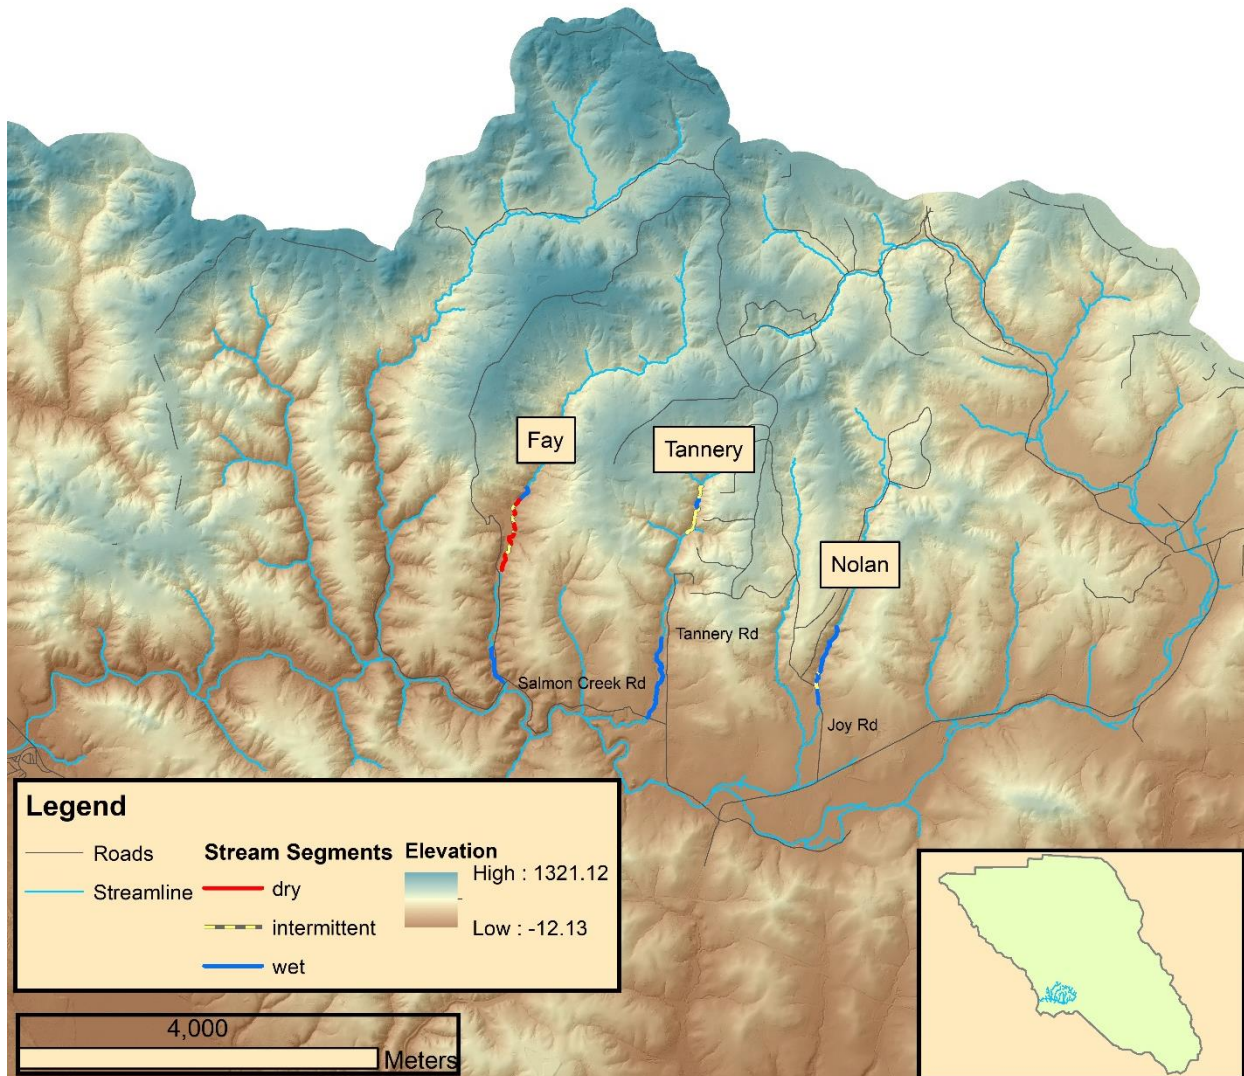 Fay
Tannery
Nolan
Tannery Rd
Salmon Creek Rd
Joy Rd
Legend
Roads
Streamline
Stream Segments
dry
intermittent
wet
Elevation
High : 1321.12
Low : -12.13
4,000
Meters